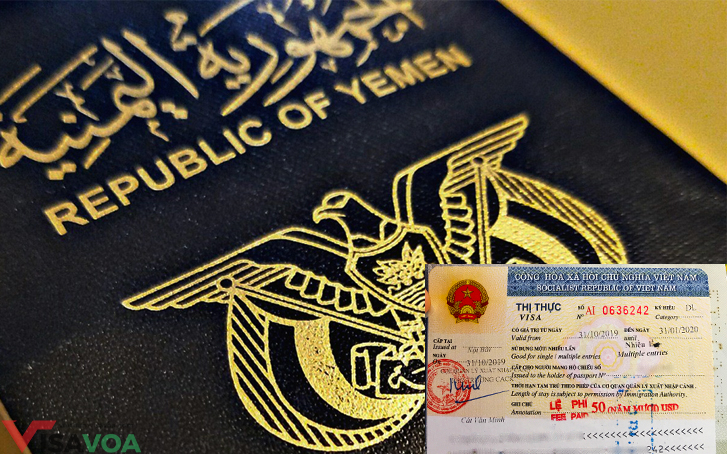 الجمهورية اليمنية
REPUBLIC OF YEMEN
CỘNG HÒA XÃ HỘI CHỦ NGHĨA VIỆT NAM
SOCIALIST REPUBLIC OF VIET NAM
THỊ THỰC
VISA
SỐ
Nº AI 0636242
KÝ HIỆU DL
Category
CÓ GIÁ TRỊ TỪ NGÀY 31/10/2019 ĐẾN NGÀY 31/01/2020
Valid from until
CẤP TẠI Nội Bài
Issued at
SỬ DỤNG MỘT/ NHIỀU LẦN Nhiều
Good for single / multiple entries Multiple entries
NGÀY 31/10/2019
On
CẤP CHO NGƯỜI MANG HỘ CHIẾU SỐ
Issued to the holder of passport Nº
THỜI HẠN TẠM TRÚ THEO PHÉP CỦA CƠ QUAN QUẢN LÝ XUẤT NHẬP CẢNH
Length of stay is subject to permission by Immigration Authority.
GHI CHÚ
Annotation
LỆ PHÍ 50 (NĂM MƯƠI) USD
FEE PAID
Cát Văn Minh
VISAVOA